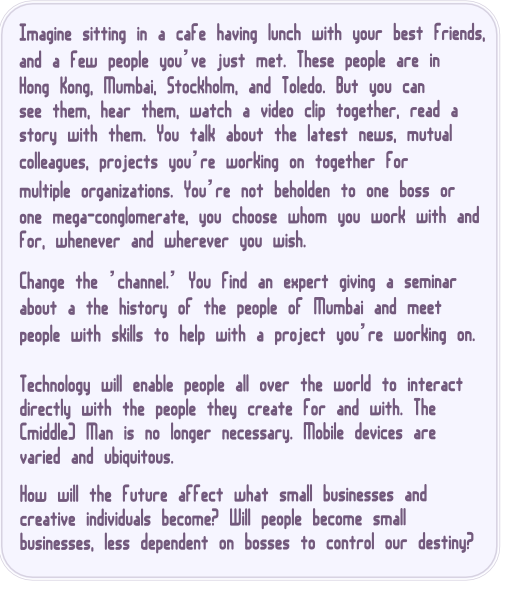 Imagine sitting in a cafe having lunch with your best friends,
and a few people you've just met. These people are in
Hong Kong, Mumbai, Stockholm, and Toledo. But you can
see them, hear them, watch a video clip together, read a
story with them. You talk about the latest news, mutual
colleagues, projects you're working on together for
multiple organizations. You're not beholden to one boss or
one mega-conglomerate, you choose whom you work with and
for, whenever and wherever you wish.
Change the 'channel.' You find an expert giving a seminar
about a the history of the people of Mumbai and meet
people with skills to help with a project you're working on.
Technology will enable people all over the world to interact
directly with the people they create for and with. The
(middle) Man is no longer necessary. Mobile devices are
varied and ubiquitous.
How will the future affect what small businesses and
creative individuals become? Will people become small
businesses, less dependent on bosses to control our destiny?